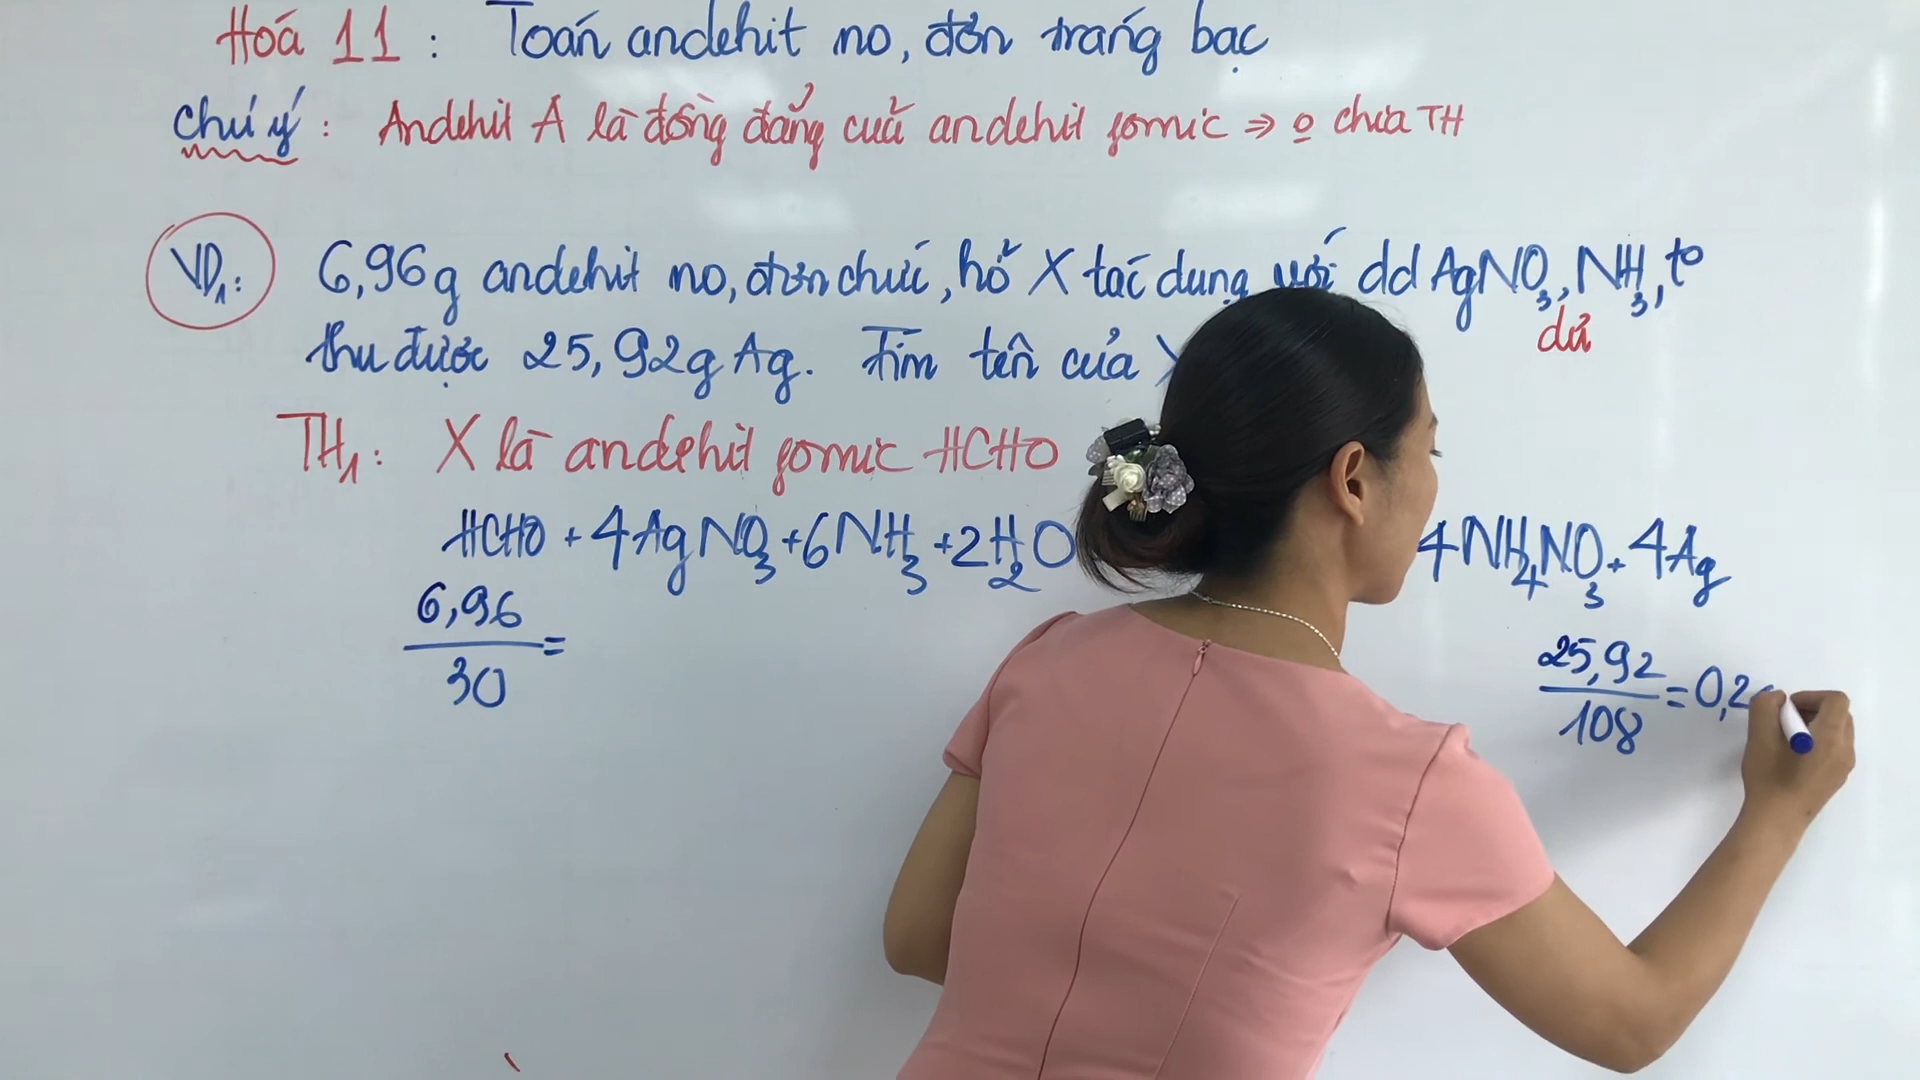 Hoá 11 : Toán andehit no, đơn tráng bạc
Chú ý : Andehit A là đồng đẳng cuả andehit fomic ⇒ o chia TH
VD1: 6,96g andehit no, đơn chức, hở X tác dụng với dd AgNO3, NH3, t°
dư
thu được 25,92g Ag. Tìm tên của X
TH1: X là andehit fomic HCHO
HCHO + 4AgNO3 + 6NH3 + 2H2O 4NH4NO3 + 4Ag
6,96/30 =
25,92/108 = 0,2